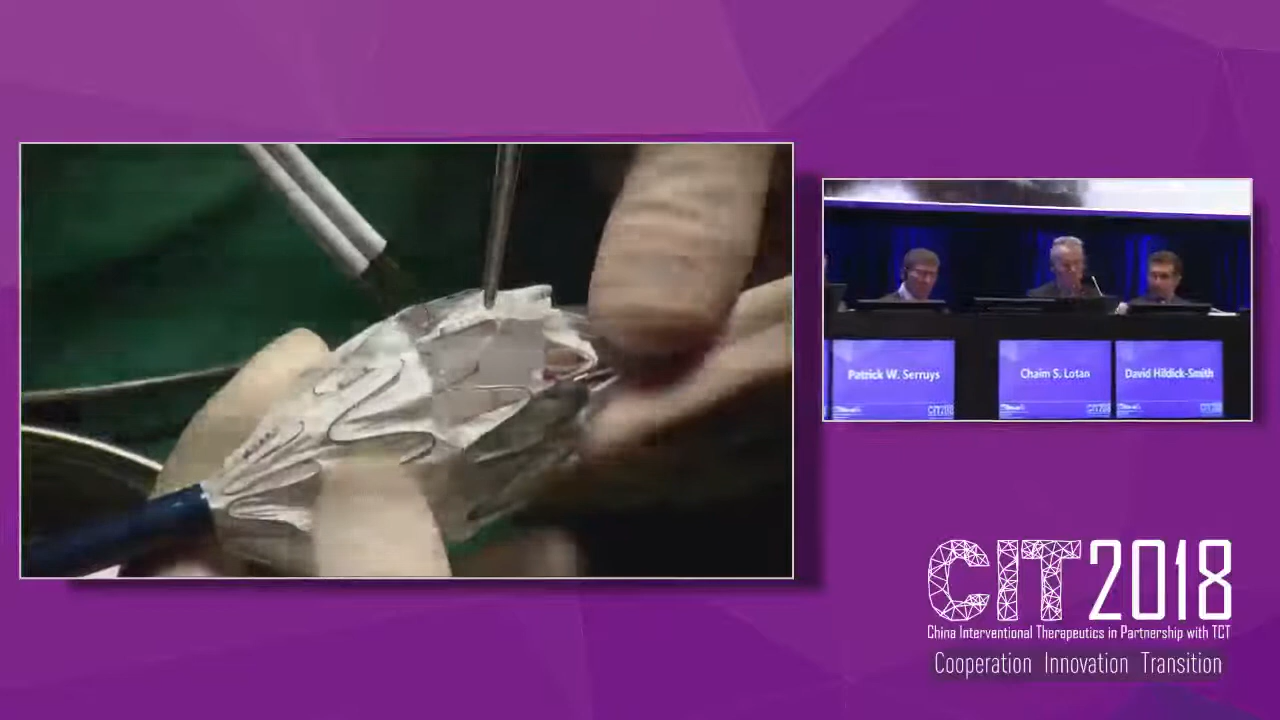 Patrick W. Serruys
Chaim S. Lotan
David Hildick-Smith
CIT2018
China Interventional Therapeutics in Partnership with TCT
Cooperation Innovation Transition